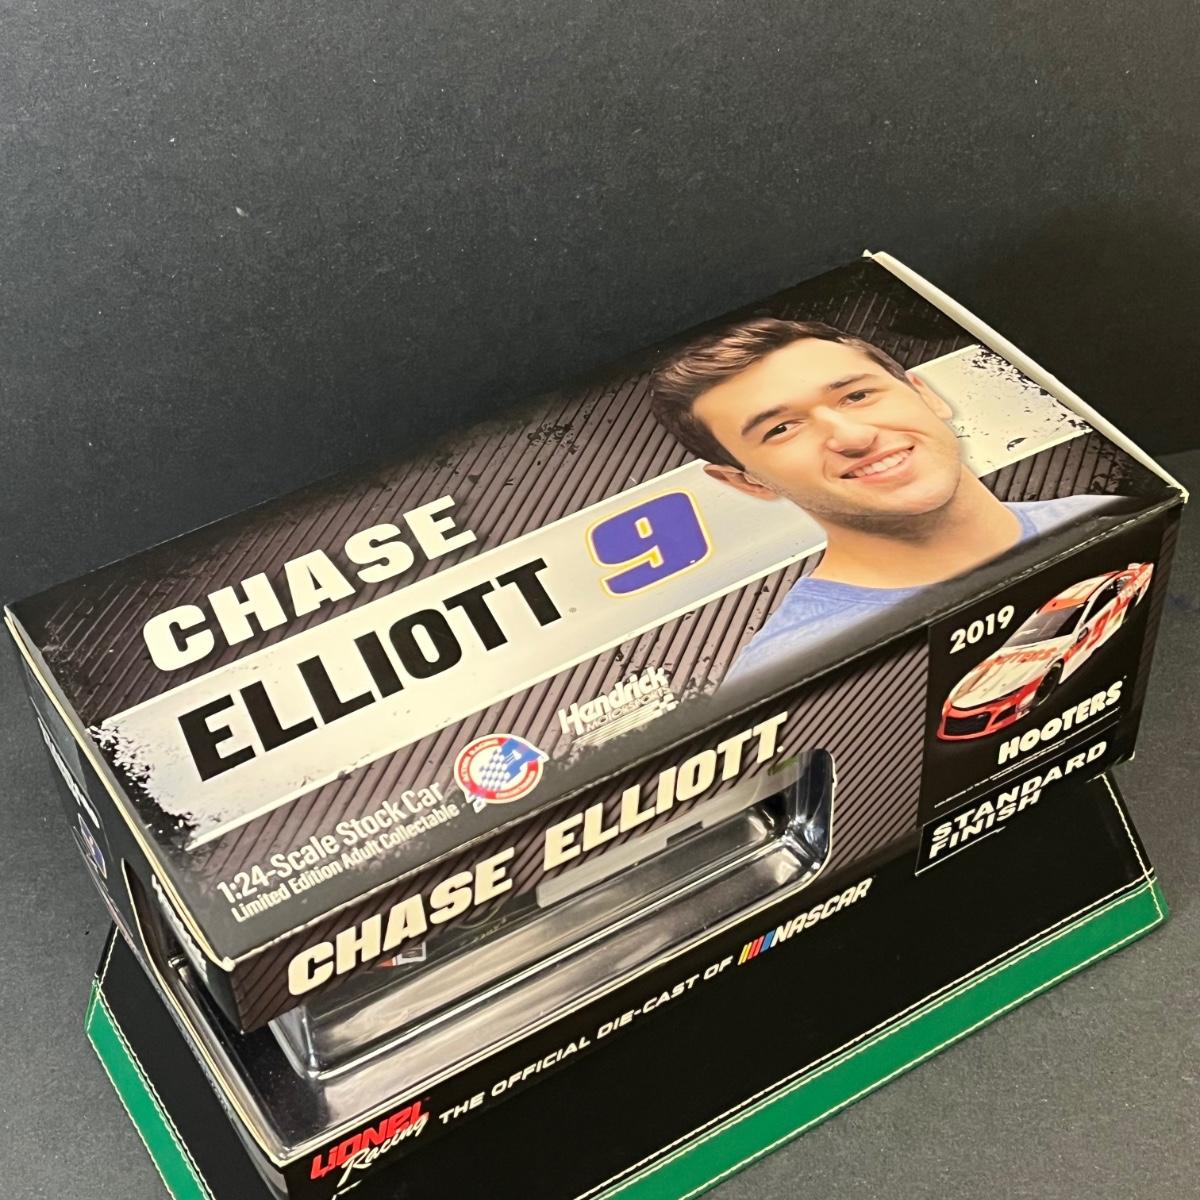 CHASE
ELLIOTT 9
Hendrick
MOTORSPORTS
1:24-Scale Stock Car
Limited Edition Adult Collectable
CHASE ELLIOTT
2019
HOOTERS
STANDARD
FINISH
LIONEL
Racing
THE OFFICIAL DIE-CAST OF NASCAR